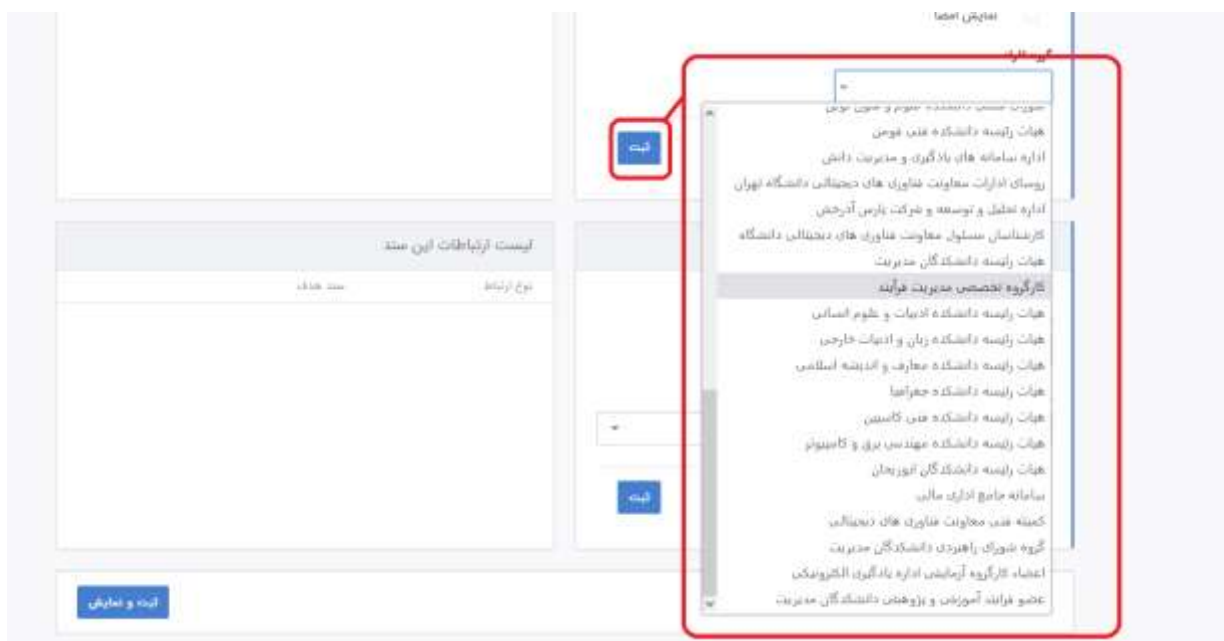 نمایش امضا
گروه افراد
هیات رئیسه دانشکده فنی فومن
اداره سامانه های یادگیری و مدیریت دانش
ثبت
روسای ادارات معاونت فناوری های دیجیتالی دانشگاه تهران
اداره تحلیل و توسعه و شرکت پارس آذرخش
کارشناسان مسئول معاونت فناوری های دیجیتالی دانشگاه
لیست ارتباطات این سند
هیات رئیسه دانشکدگان مدیریت
کارگروه تخصصی مدیریت فرآیند
نوع ارتباط
سند هدف
هیات رئیسه دانشکده ادبیات و علوم انسانی
هیات رئیسه دانشکده زبان و ادبیات خارجی
هیات رئیسه دانشکده معارف و اندیشه اسلامی
هیات رئیسه دانشکده جغرافیا
هیات رئیسه دانشکده فنی کاسپین
هیات رئیسه دانشکده مهندسی برق و کامپیوتر
هیات رئیسه دانشکدگان ابوریحان
سامانه جامع اداری مالی
ثبت
کمیته فنی معاونت فناوری های دیجیتالی
گروه شورای راهبردی دانشکدگان مدیریت
اعضاء کارگروه آزمایشی اداره یادگیری الکترونیکی
عضو فرایند آموزشی و پژوهشی دانشکدگان مدیریت
ثبت و نمایش